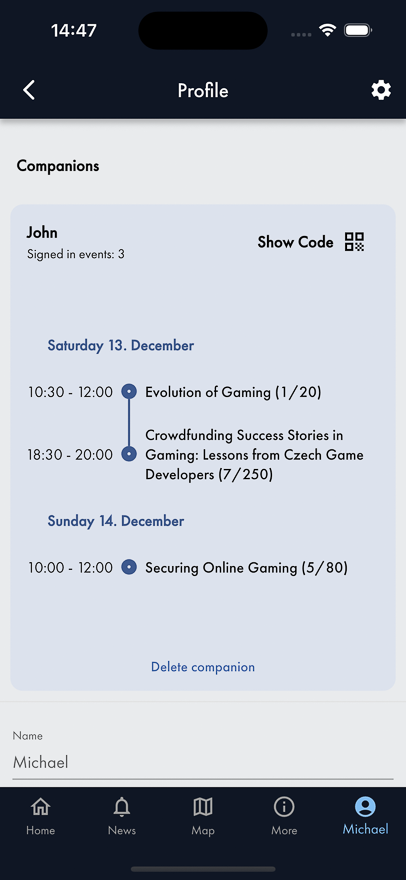 14:47
Profile
Companions
John
Signed in events: 3
Show Code
Saturday 13. December
10:30 - 12:00 Evolution of Gaming (1/20)
18:30 - 20:00 Crowdfunding Success Stories in
Gaming: Lessons from Czech Game
Developers (7/250)
Sunday 14. December
10:00 - 12:00 Securing Online Gaming (5/80)
Delete companion
Name
Michael
Home News Map More Michael